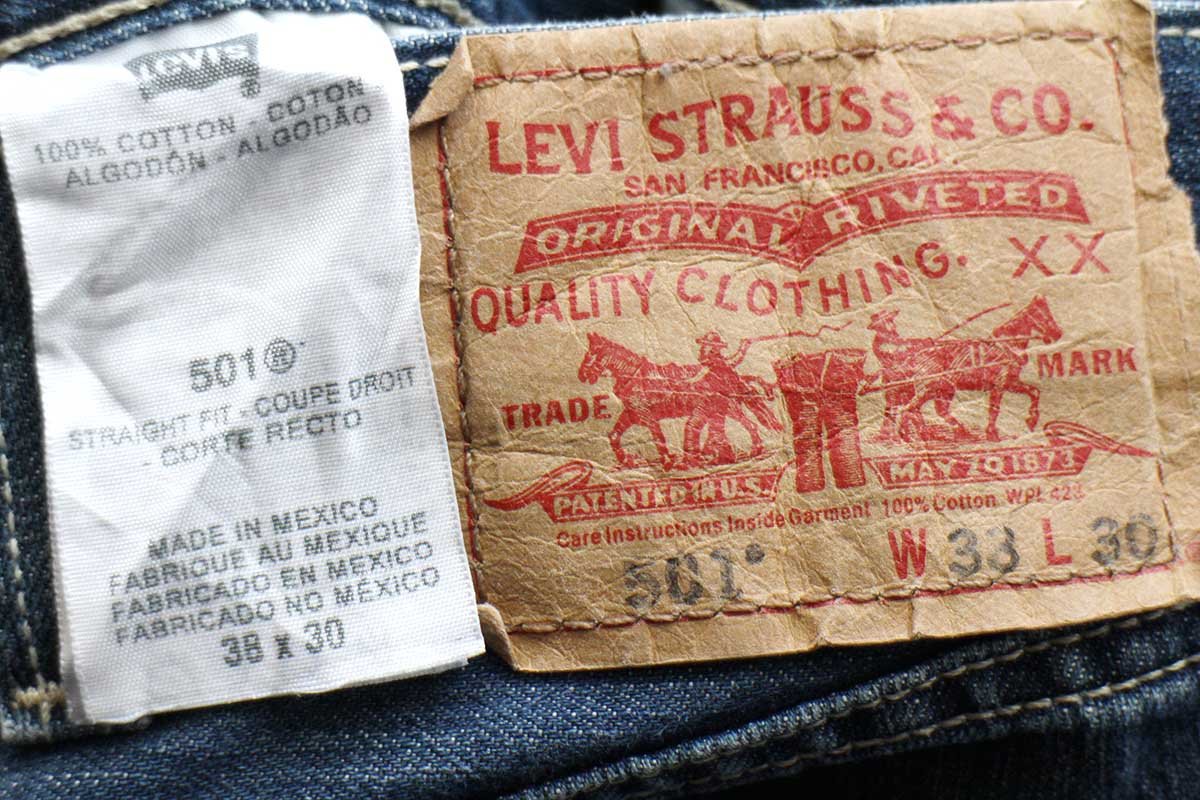 LEVI'S
100% COTTON - COTON
ALGODÓN - ALGODÃO
501®
STRAIGHT FIT - COUPE DROIT
- CORTE RECTO
MADE IN MEXICO
FABRIQUE AU MEXIQUE
FABRICADO EN MEXICO
FABRICADO NO MÉXICO
38 x 30
LEVI STRAUSS & CO.
SAN FRANCISCO, CAL.
ORIGINAL RIVETED
QUALITY CLOTHING. XX
TRADE MARK
PATENTED IN U.S. MAY 20 1873
Care Instructions Inside Garment 100% Cotton WPL 423
501® W L 30